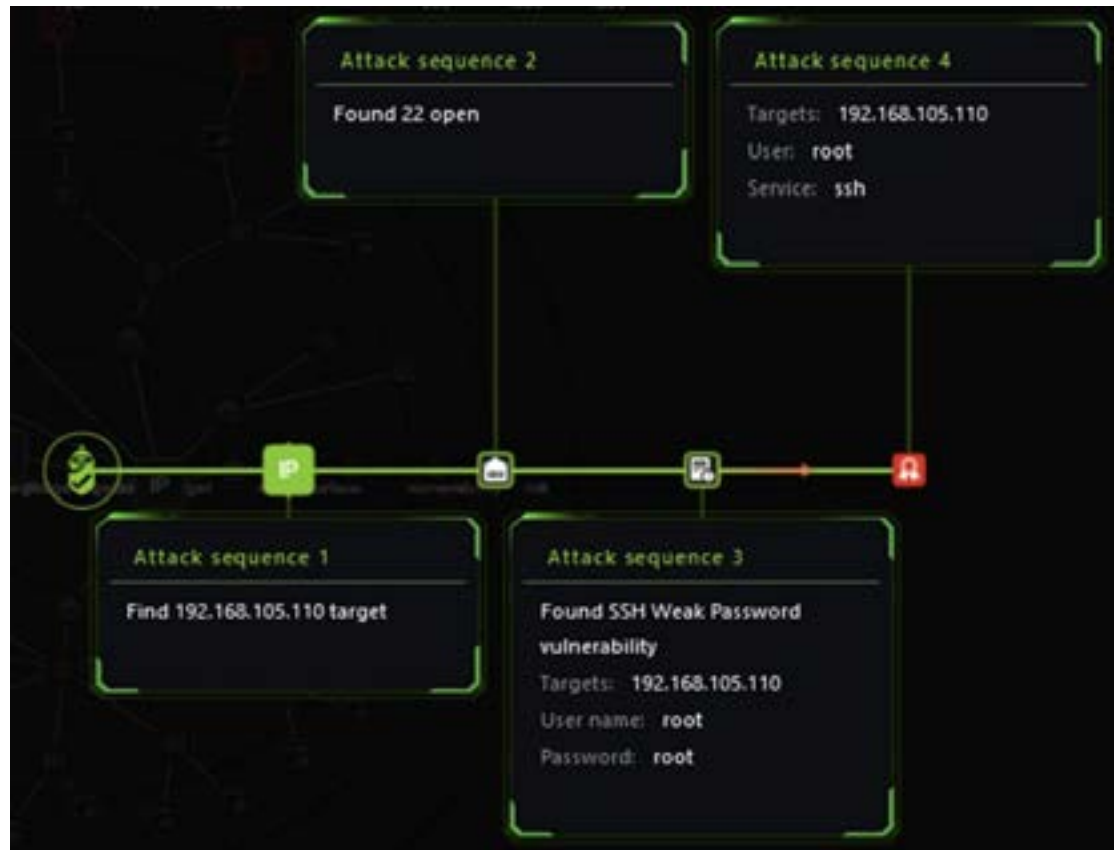 Attack sequence 2
Found 22 open
Attack sequence 4
Targets: 192.168.105.110
User: root
Service: ssh
IP
Attack sequence 1
Find 192.168.105.110 target
Attack sequence 3
Found SSH Weak Password
vulnerability
Targets: 192.168.105.110
User name: root
Password: root